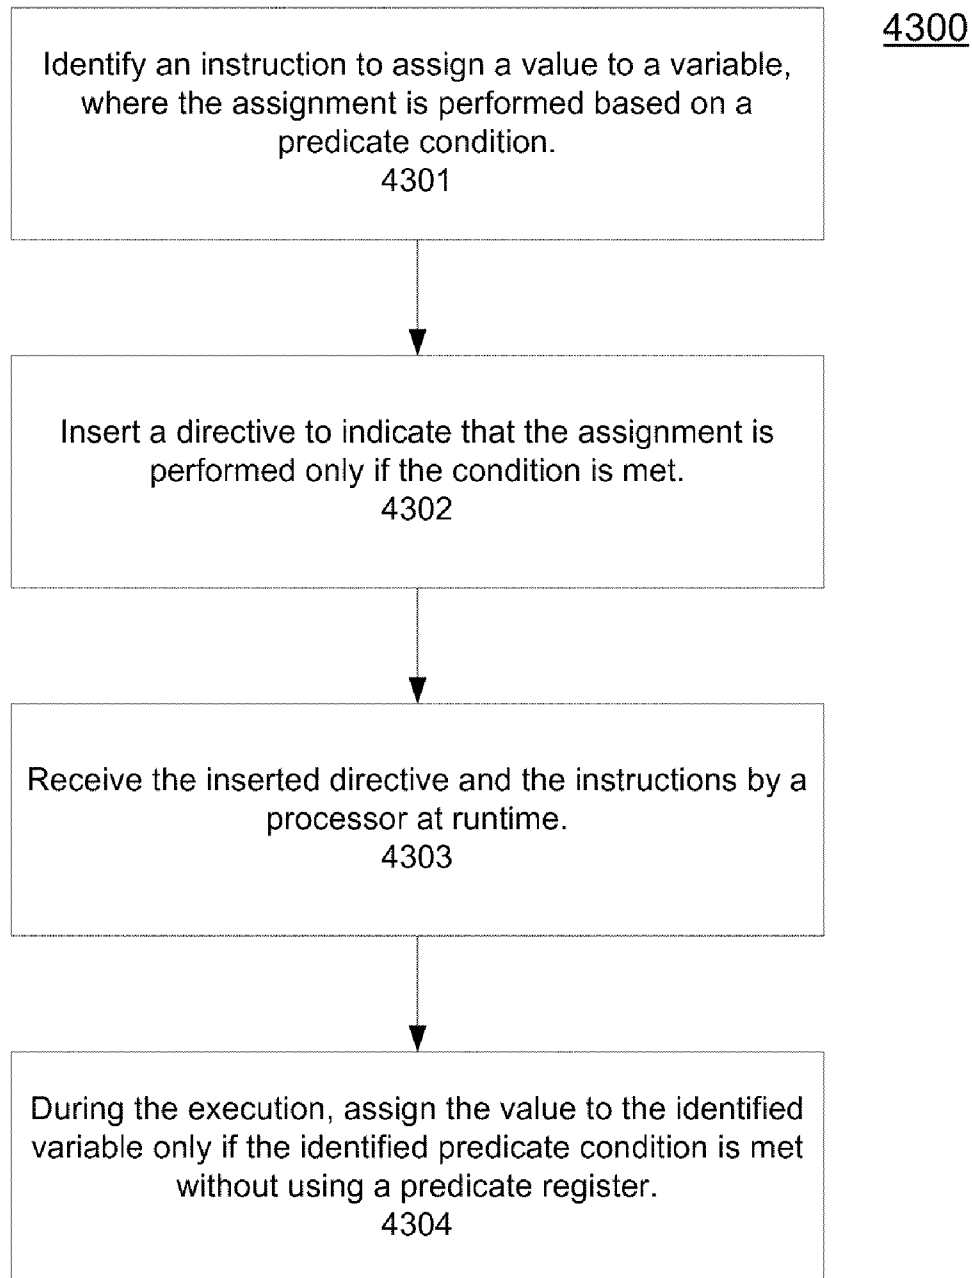 4300
Identify an instruction to assign a value to a variable,
where the assignment is performed based on a
predicate condition.
4301
Insert a directive to indicate that the assignment is
performed only if the condition is met.
4302
Receive the inserted directive and the instructions by a
processor at runtime.
4303
During the execution, assign the value to the identified
variable only if the identified predicate condition is met
without using a predicate register.
4304